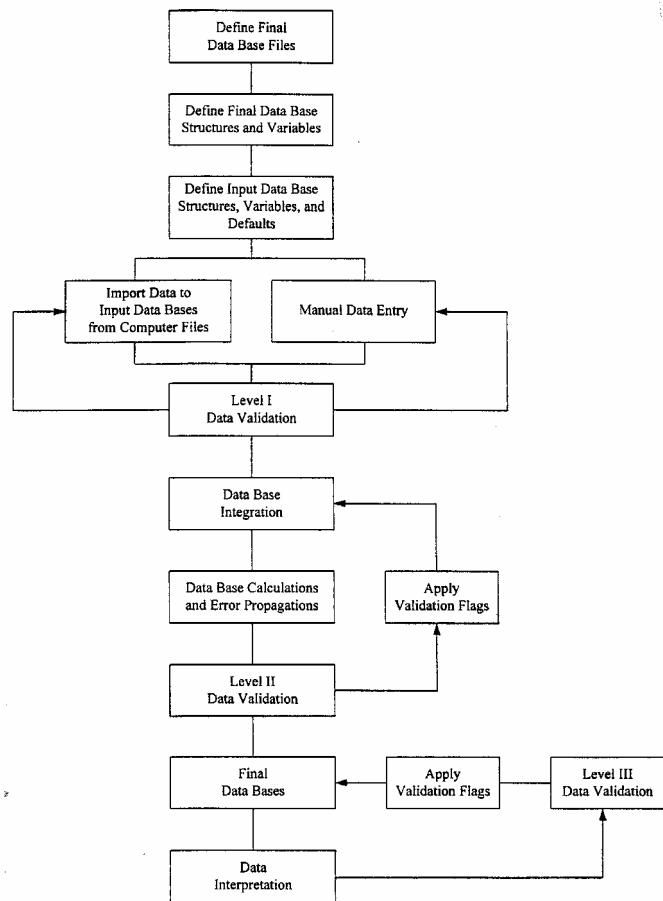 Define Final
Data Base Files
Define Final Data Base
Structures and Variables
Define Input Data Base
Structures, Variables, and
Defaults
Import Data to
Input Data Bases
from Computer Files
Manual Data Entry
Level I
Data Validation
Data Base
Integration
Data Base Calculations
and Error Propagations
Apply
Validation Flags
Level II
Data Validation
Final
Data Bases
Apply
Validation Flags
Level III
Data Validation
Data
Interpretation